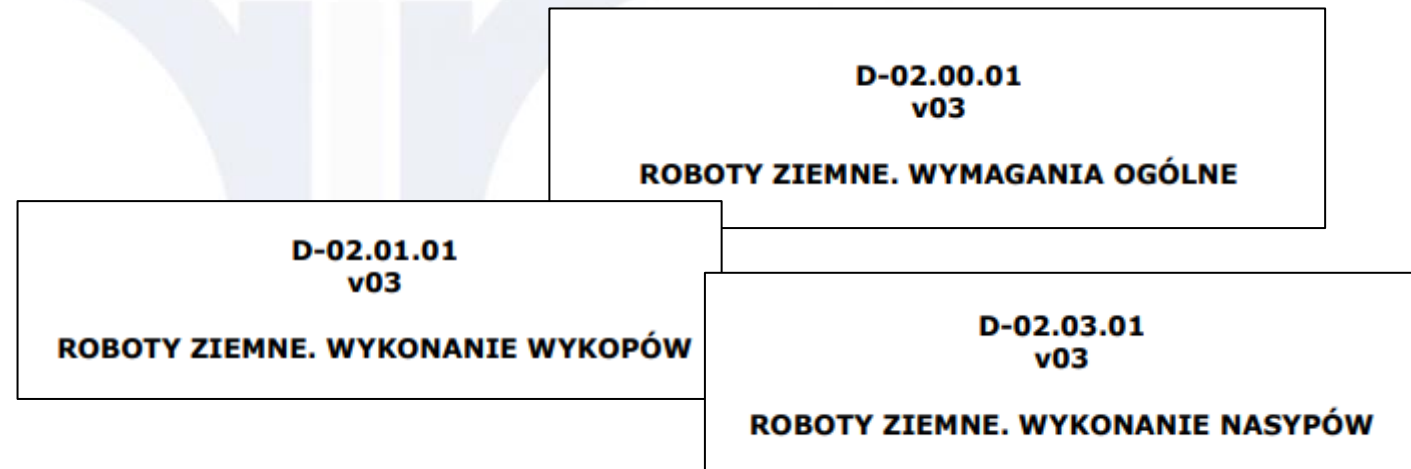 D-02.00.01
v03
ROBOTY ZIEMNE. WYMAGANIA OGÓLNE
D-02.01.01
v03
ROBOTY ZIEMNE. WYKONANIE WYKOPÓW
D-02.03.01
v03
ROBOTY ZIEMNE. WYKONANIE NASYPÓW